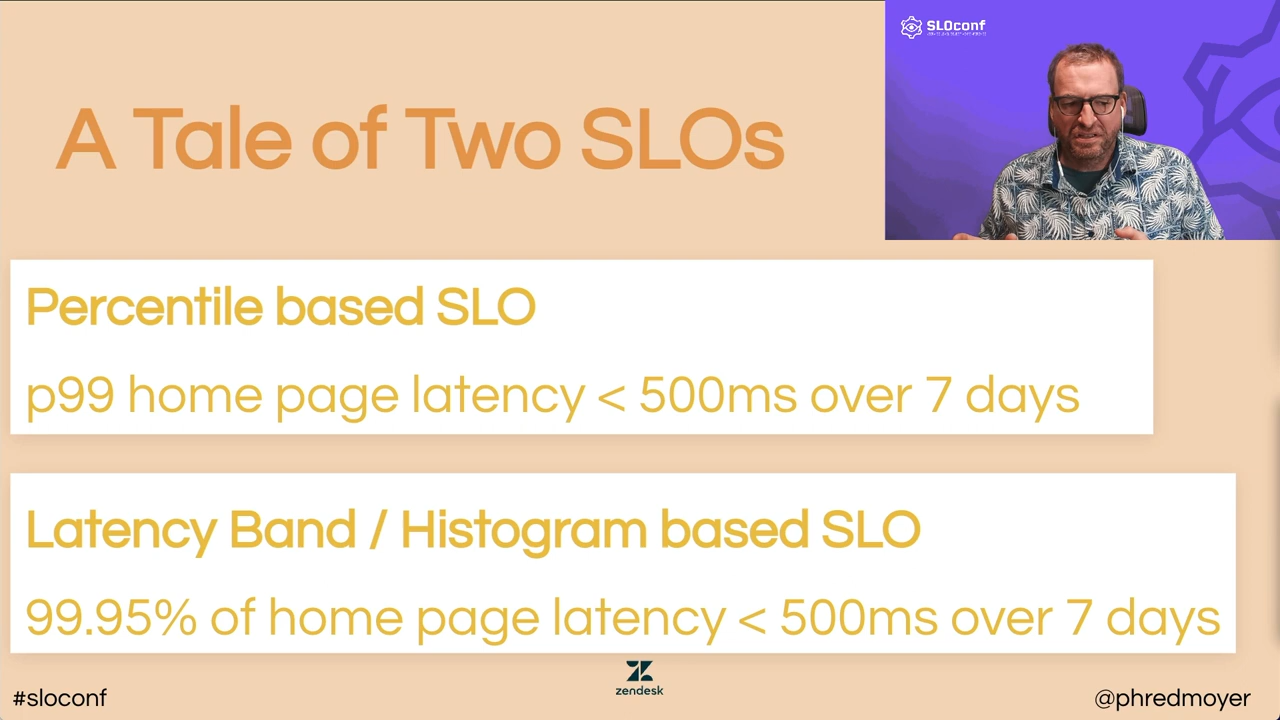 SLOconf
A Tale of Two SLOs
Percentile based SLO
p99 home page latency < 500ms over 7 days
Latency Band / Histogram based SLO
99.95% of home page latency < 500ms over 7 days
zendesk
#sloconf
@phredmoyer